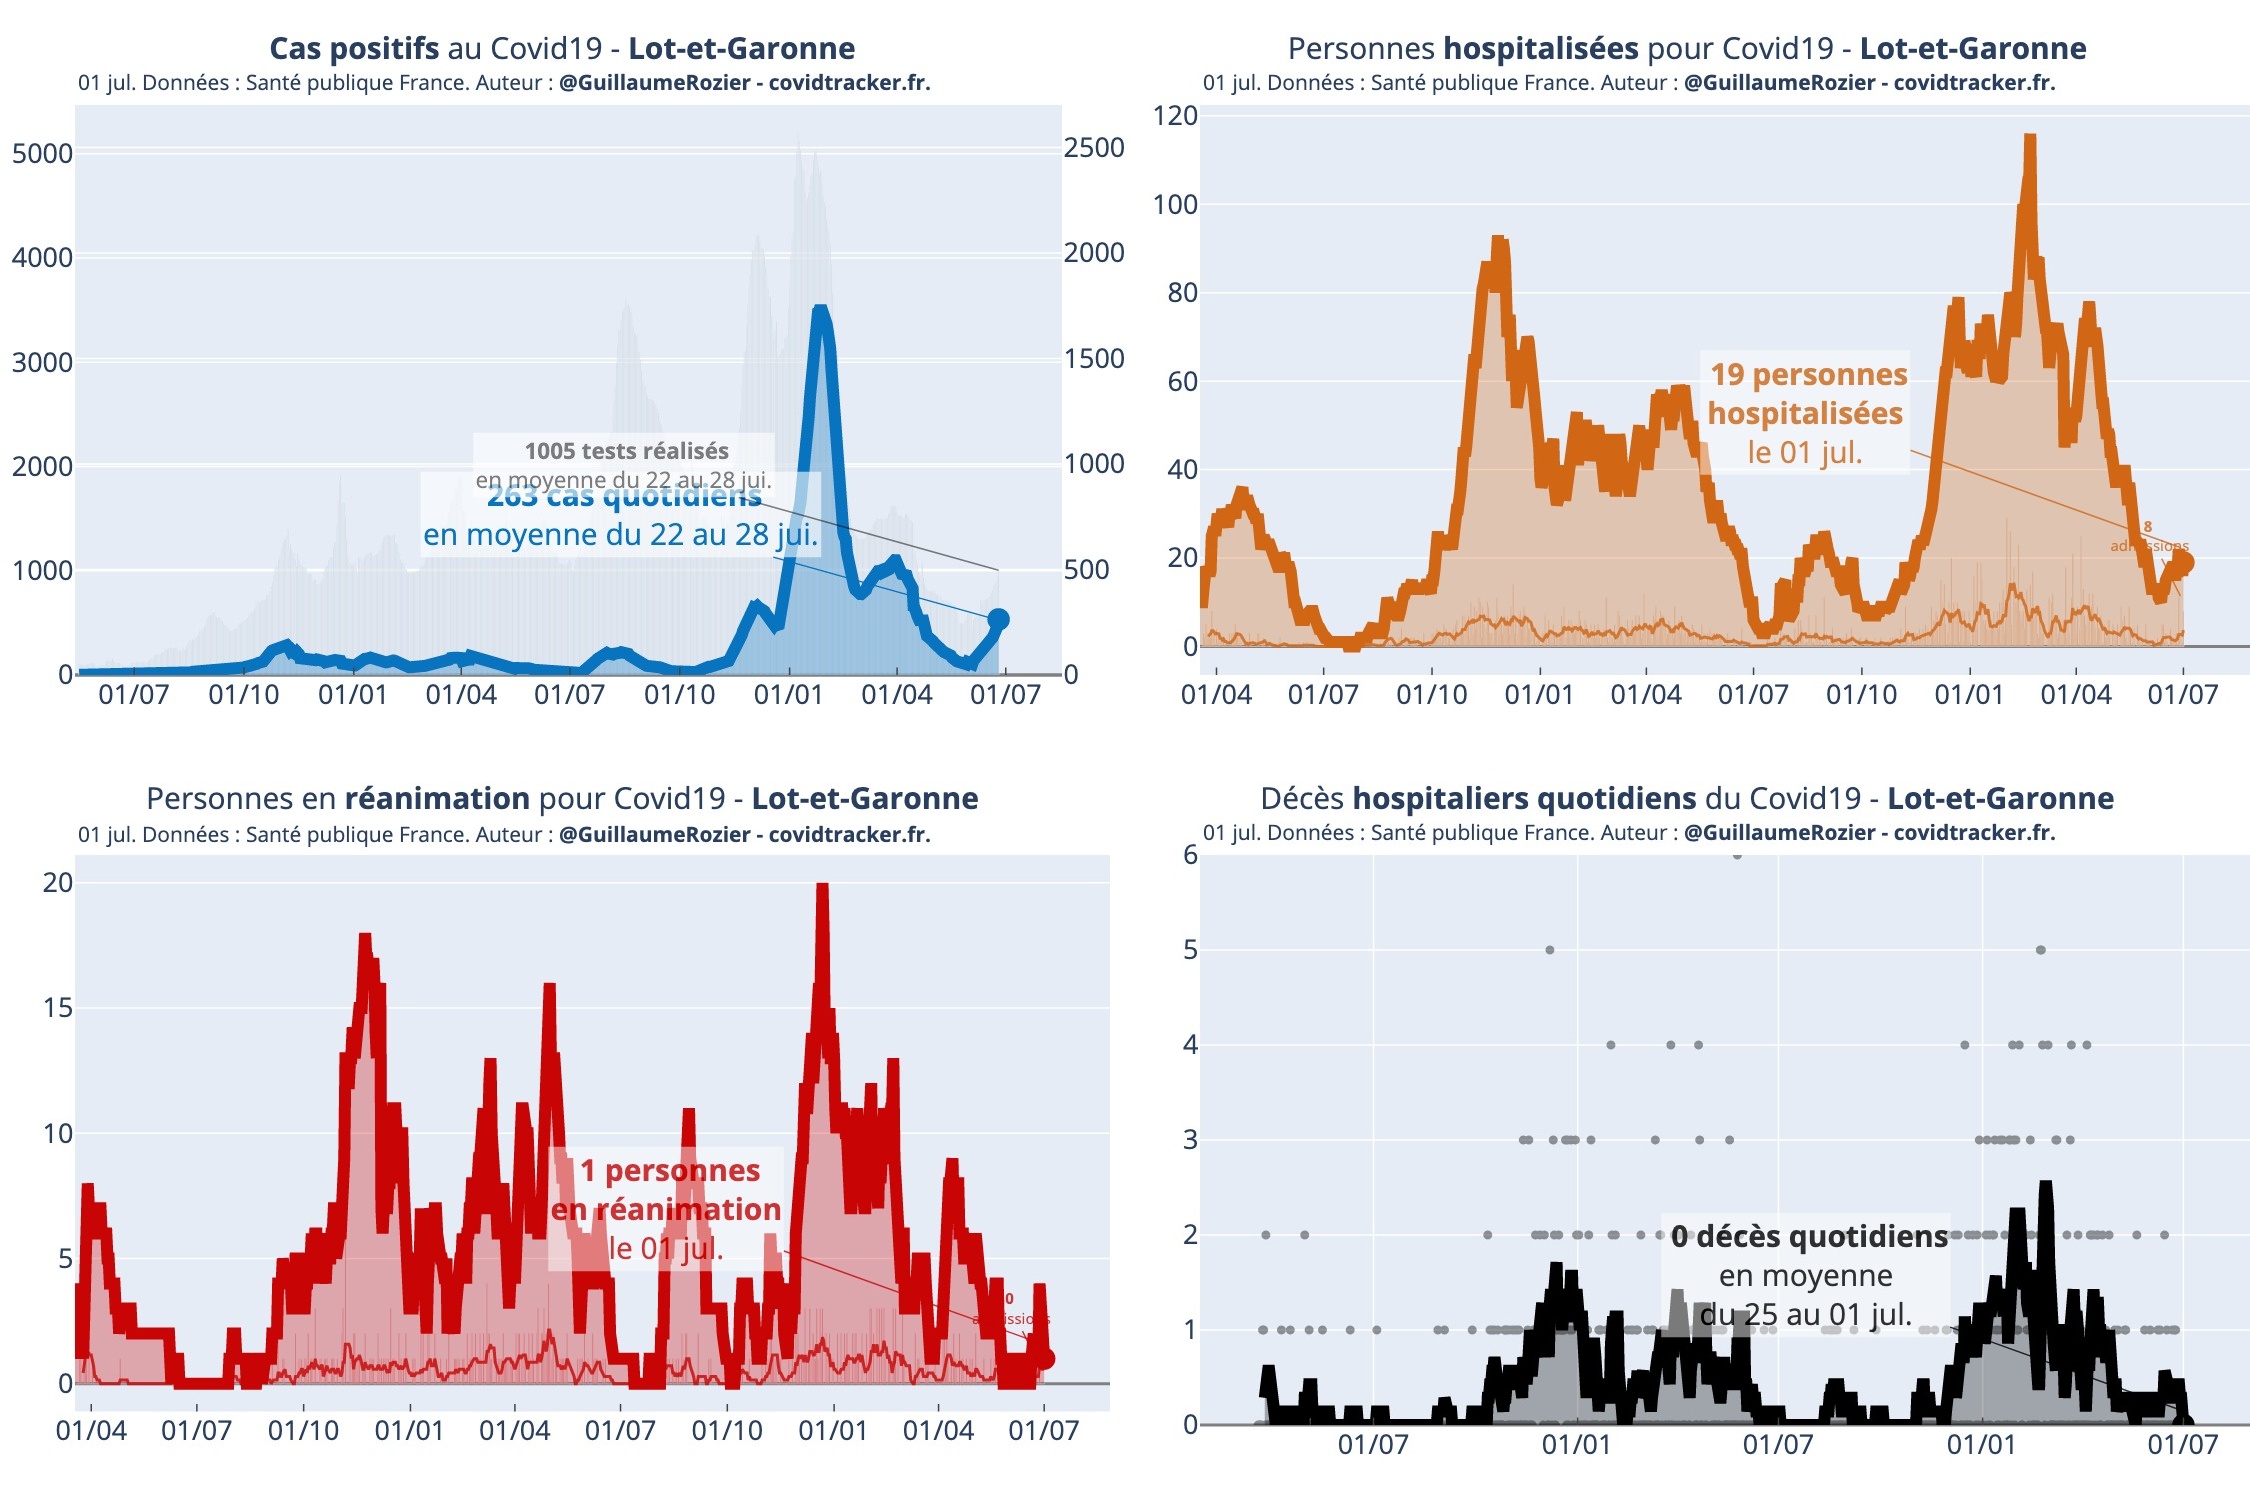 Cas positifs au Covid19 - Lot-et-Garonne
01 jul. Données : Santé publique France. Auteur : @GuillaumeRozier - covidtracker.fr.
5000
4000
3000
2000
1000
0
2500
2000
1500
1000
500
0
1005 tests réalisés
en moyenne du 22 au 28 jui.
263 cas quotidiens
en moyenne du 22 au 28 jui.
01/07 01/10 01/01 01/04 01/07 01/10 01/01 01/04 01/07
Personnes hospitalisées pour Covid19 - Lot-et-Garonne
01 jul. Données : Santé publique France. Auteur : @GuillaumeRozier - covidtracker.fr.
120
100
80
60
40
20
0
19 personnes
hospitalisées
le 01 jul.
8
admissions
01/04 01/07 01/10 01/01 01/04 01/07 01/10 01/01 01/04 01/07
Personnes en réanimation pour Covid19 - Lot-et-Garonne
01 jul. Données : Santé publique France. Auteur : @GuillaumeRozier - covidtracker.fr.
20
15
10
5
0
1 personnes
en réanimation
le 01 jul.
0
admissions
01/04 01/07 01/10 01/01 01/04 01/07 01/10 01/01 01/04 01/07
Décès hospitaliers quotidiens du Covid19 - Lot-et-Garonne
01 jul. Données : Santé publique France. Auteur : @GuillaumeRozier - covidtracker.fr.
6
5
4
3
2
1
0
0 décès quotidiens
en moyenne
du 25 au 01 jul.
01/07 01/01 01/07 01/01 01/07